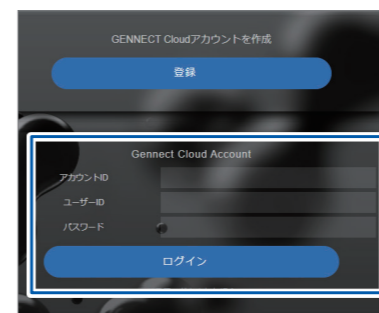 GENNECT Cloudアカウントを作成
登録
Gennect Cloud Account
アカウントID
ユーザーID
パスワード
ログイン